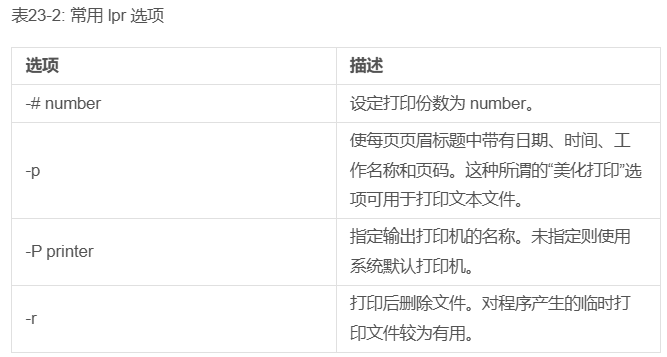 表23-2: 常用 lpr 选项
选项 描述
-# number 设定打印份数为 number。
-p 使每页页眉标题中带有日期、时间、工
作名称和页码。这种所谓的“美化打印”选
项可用于打印文本文件。
-P printer 指定输出打印机的名称。未指定则使用
系统默认打印机。
-r 打印后删除文件。对程序产生的临时打
印文件较为有用。